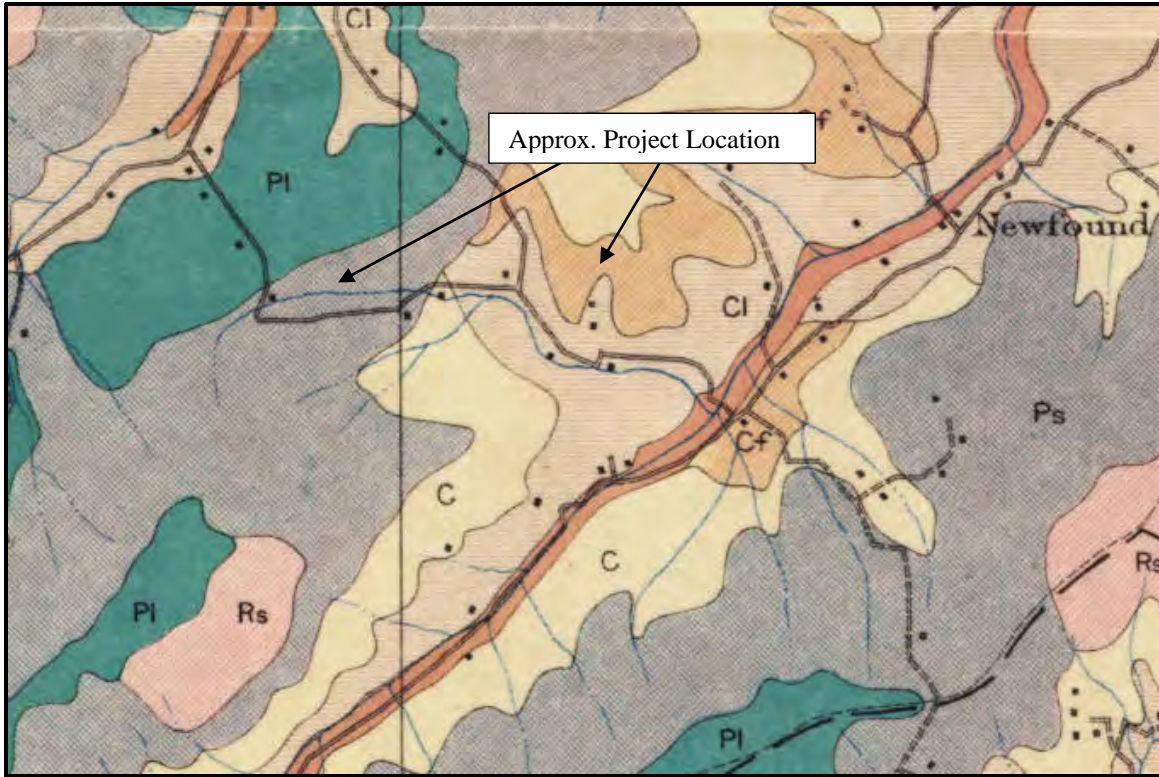 Cl
Cf
Approx. Project Location
Pl
Newfound
Cl
Ps
Cf
C
C
Rs
Pl
Rs
Pl